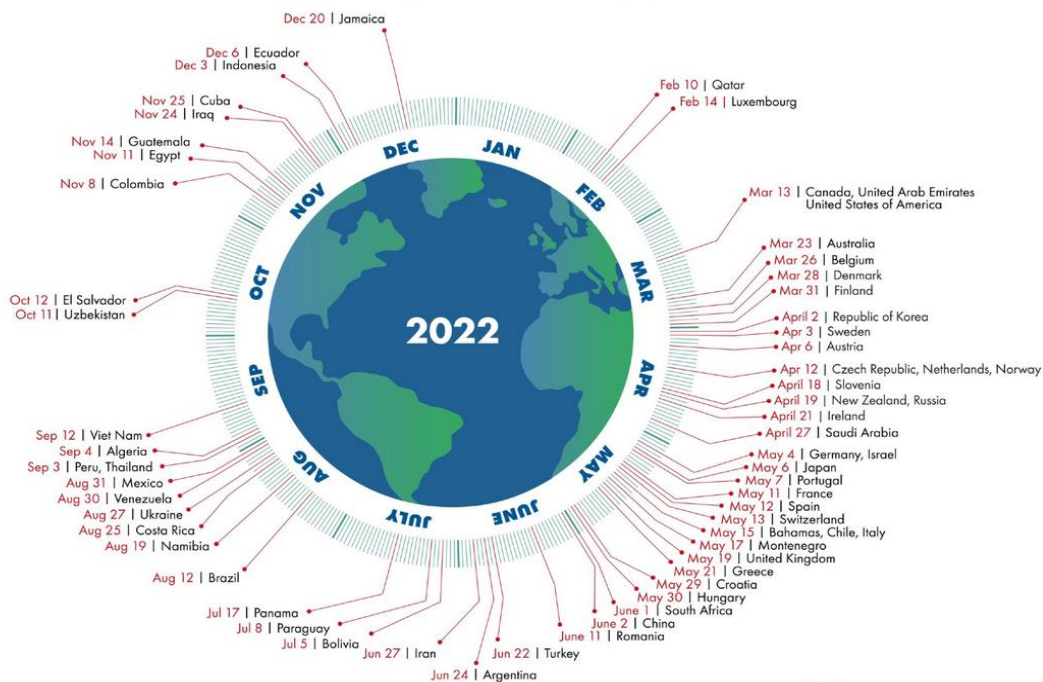 Dec 20 | Jamaica
Dec 6 | Ecuador
Dec 3 | Indonesia
Nov 25 | Cuba
Nov 24 | Iraq
Nov 14 | Guatemala
Nov 11 | Egypt
Nov 8 | Colombia
Oct 12 | El Salvador
Oct 11 | Uzbekistan
Sep 12 | Viet Nam
Sep 4 | Algeria
Sep 3 | Peru, Thailand
Aug 31 | Mexico
Aug 30 | Venezuela
Aug 27 | Ukraine
Aug 25 | Costa Rica
Aug 19 | Namibia
Aug 12 | Brazil
Jul 17 | Panama
Jul 8 | Paraguay
Jul 5 | Bolivia
Jun 27 | Iran
Jun 24 | Argentina
Jun 22 | Turkey
Feb 10 | Qatar
Feb 14 | Luxembourg
Mar 13 | Canada, United Arab Emirates
United States of America
Mar 23 | Australia
Mar 26 | Belgium
Mar 28 | Denmark
Mar 31 | Finland
April 2 | Republic of Korea
Apr 3 | Sweden
Apr 6 | Austria
Apr 12 | Czech Republic, Netherlands, Norway
April 18 | Slovenia
April 19 | New Zealand, Russia
April 21 | Ireland
April 27 | Saudi Arabia
May 4 | Germany, Israel
May 6 | Japan
May 7 | Portugal
May 11 | France
May 12 | Spain
May 13 | Switzerland
May 15 | Bahamas, Chile, Italy
May 17 | Montenegro
May 19 | United Kingdom
May 21 | Greece
May 29 | Croatia
May 30 | Hungary
June 1 | South Africa
June 2 | China
June 11 | Romania
JAN
FEB
MAR
APR
MAY
JUNE
JULY
AUG
SEP
OCT
NOV
DEC
2022